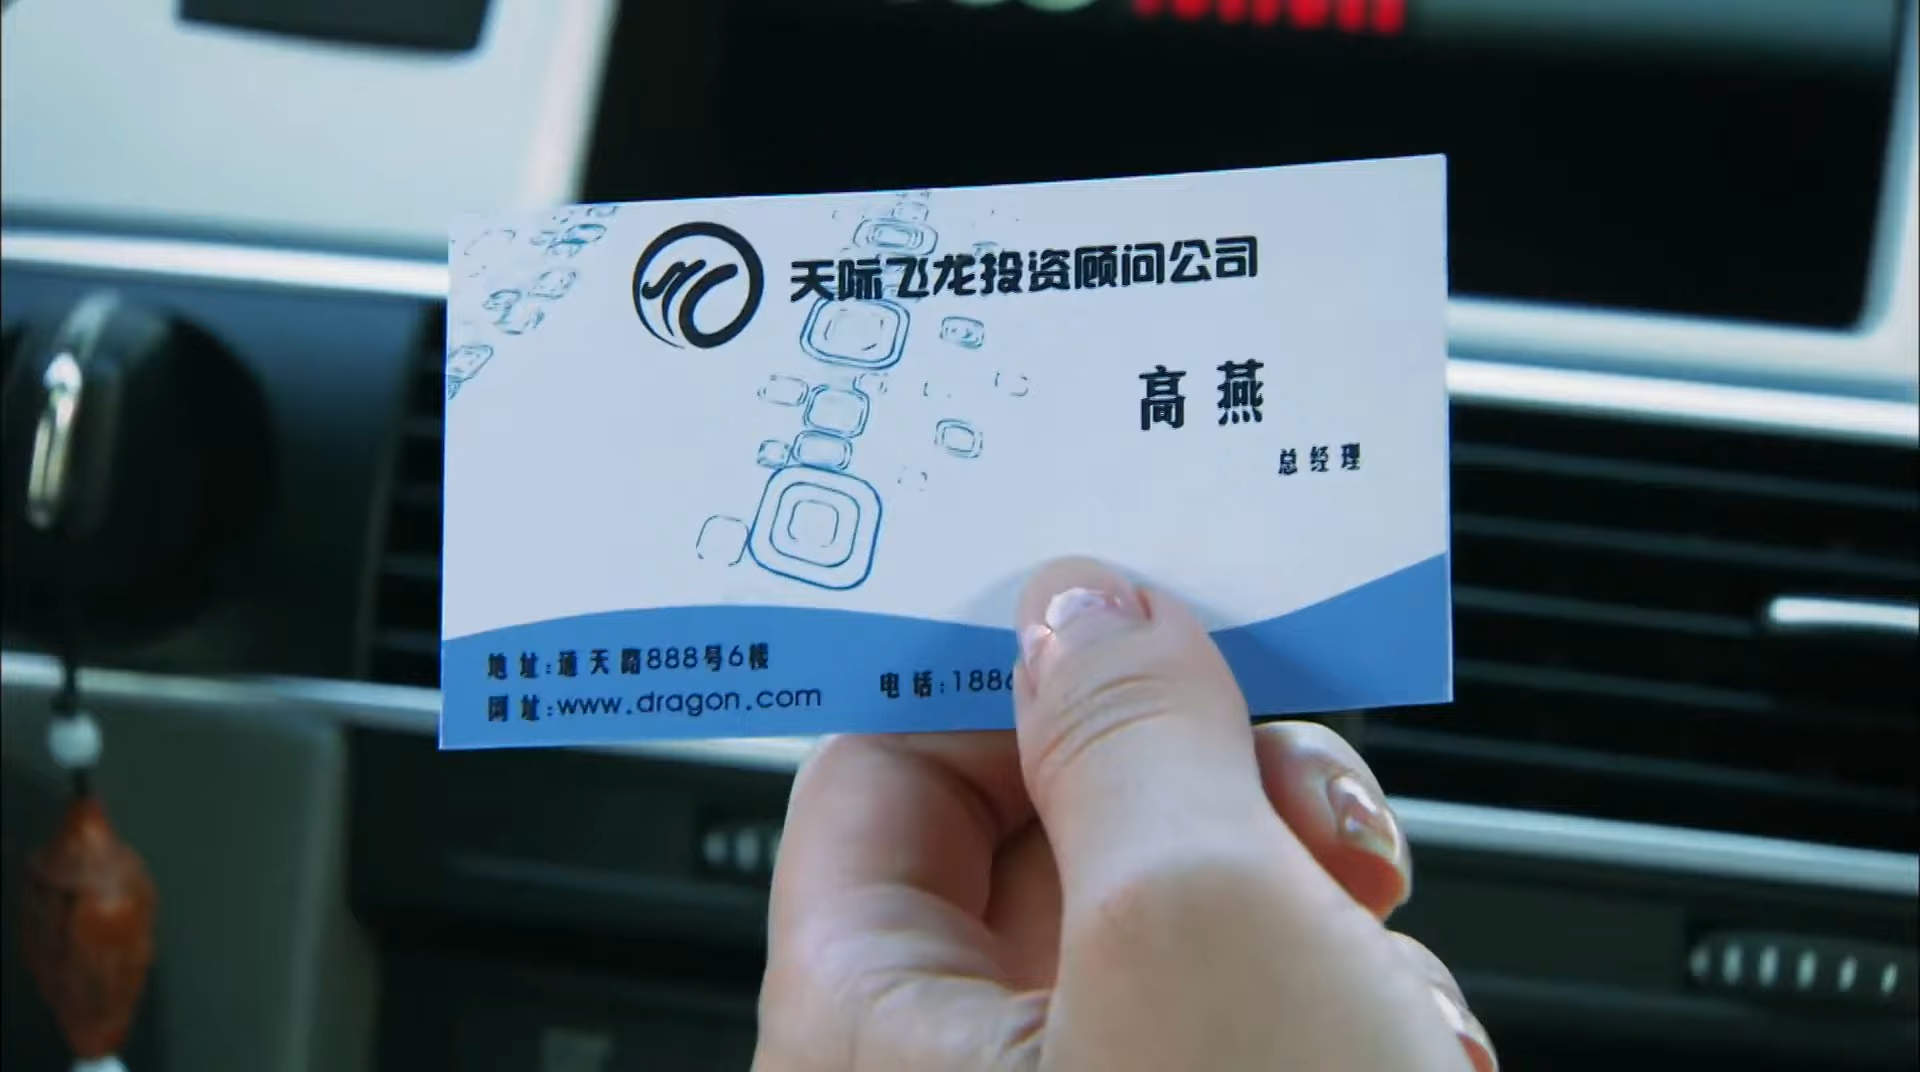 天际飞龙投资顾问公司
高燕
总经理
地址:通天路888号6楼
网址:www.dragon.com
电话:188